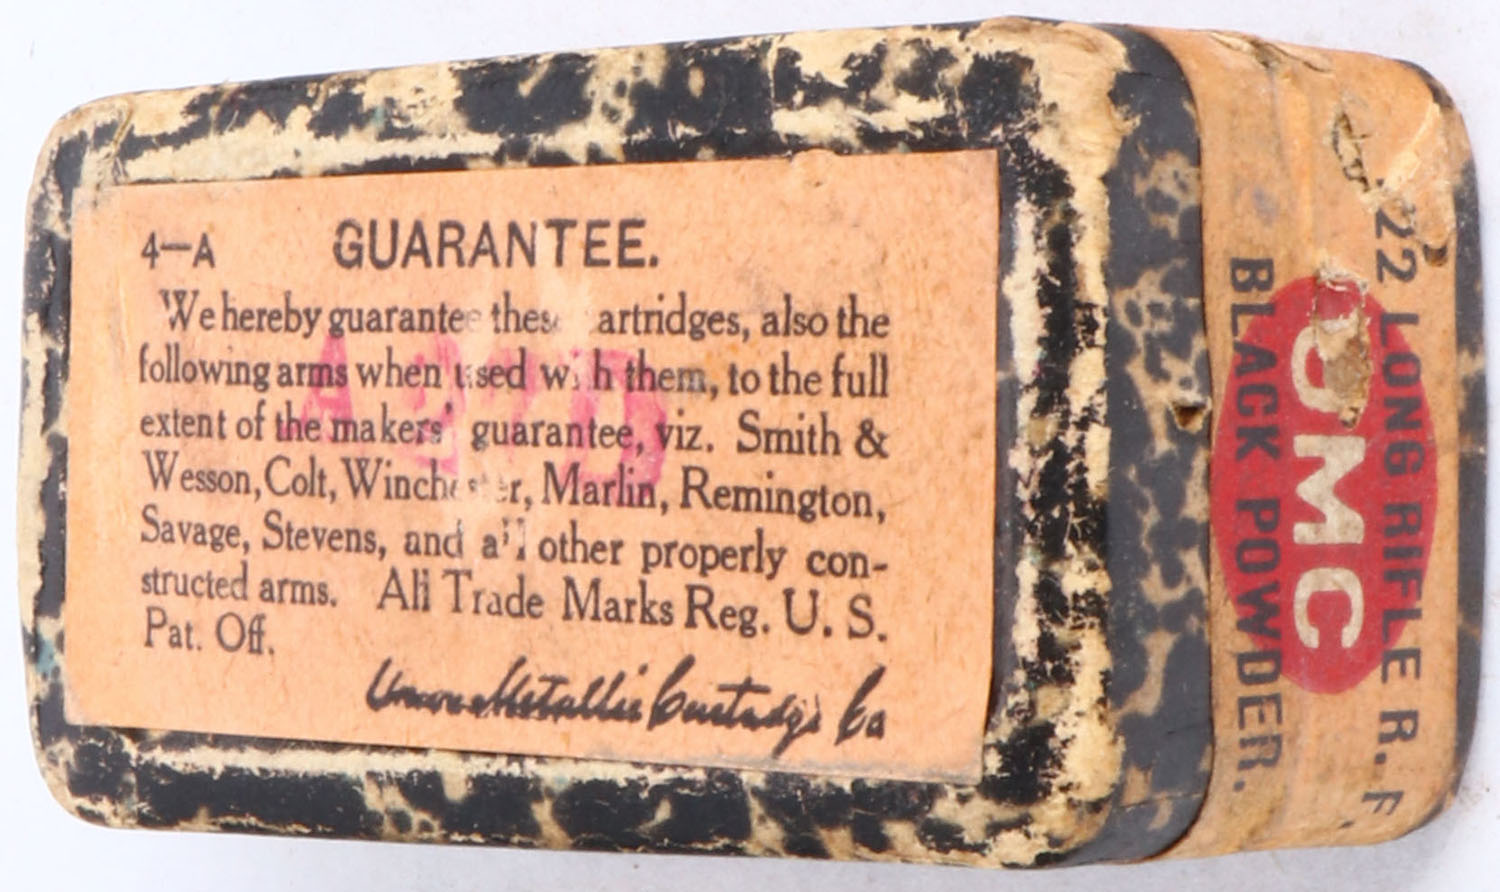 4—A GUARANTEE.
We hereby guarantee these cartridges, also the
following arms when used with them, to the full
extent of the makers' guarantee, viz. Smith &
Wesson, Colt, Winchester, Marlin, Remington,
Savage, Stevens, and all other properly con-
structed arms. All Trade Marks Reg. U. S.
Pat. Off.
Union Metallic Cartridge Co
.22 LONG RIFLE R. F.
UMC
BLACK POWDER.